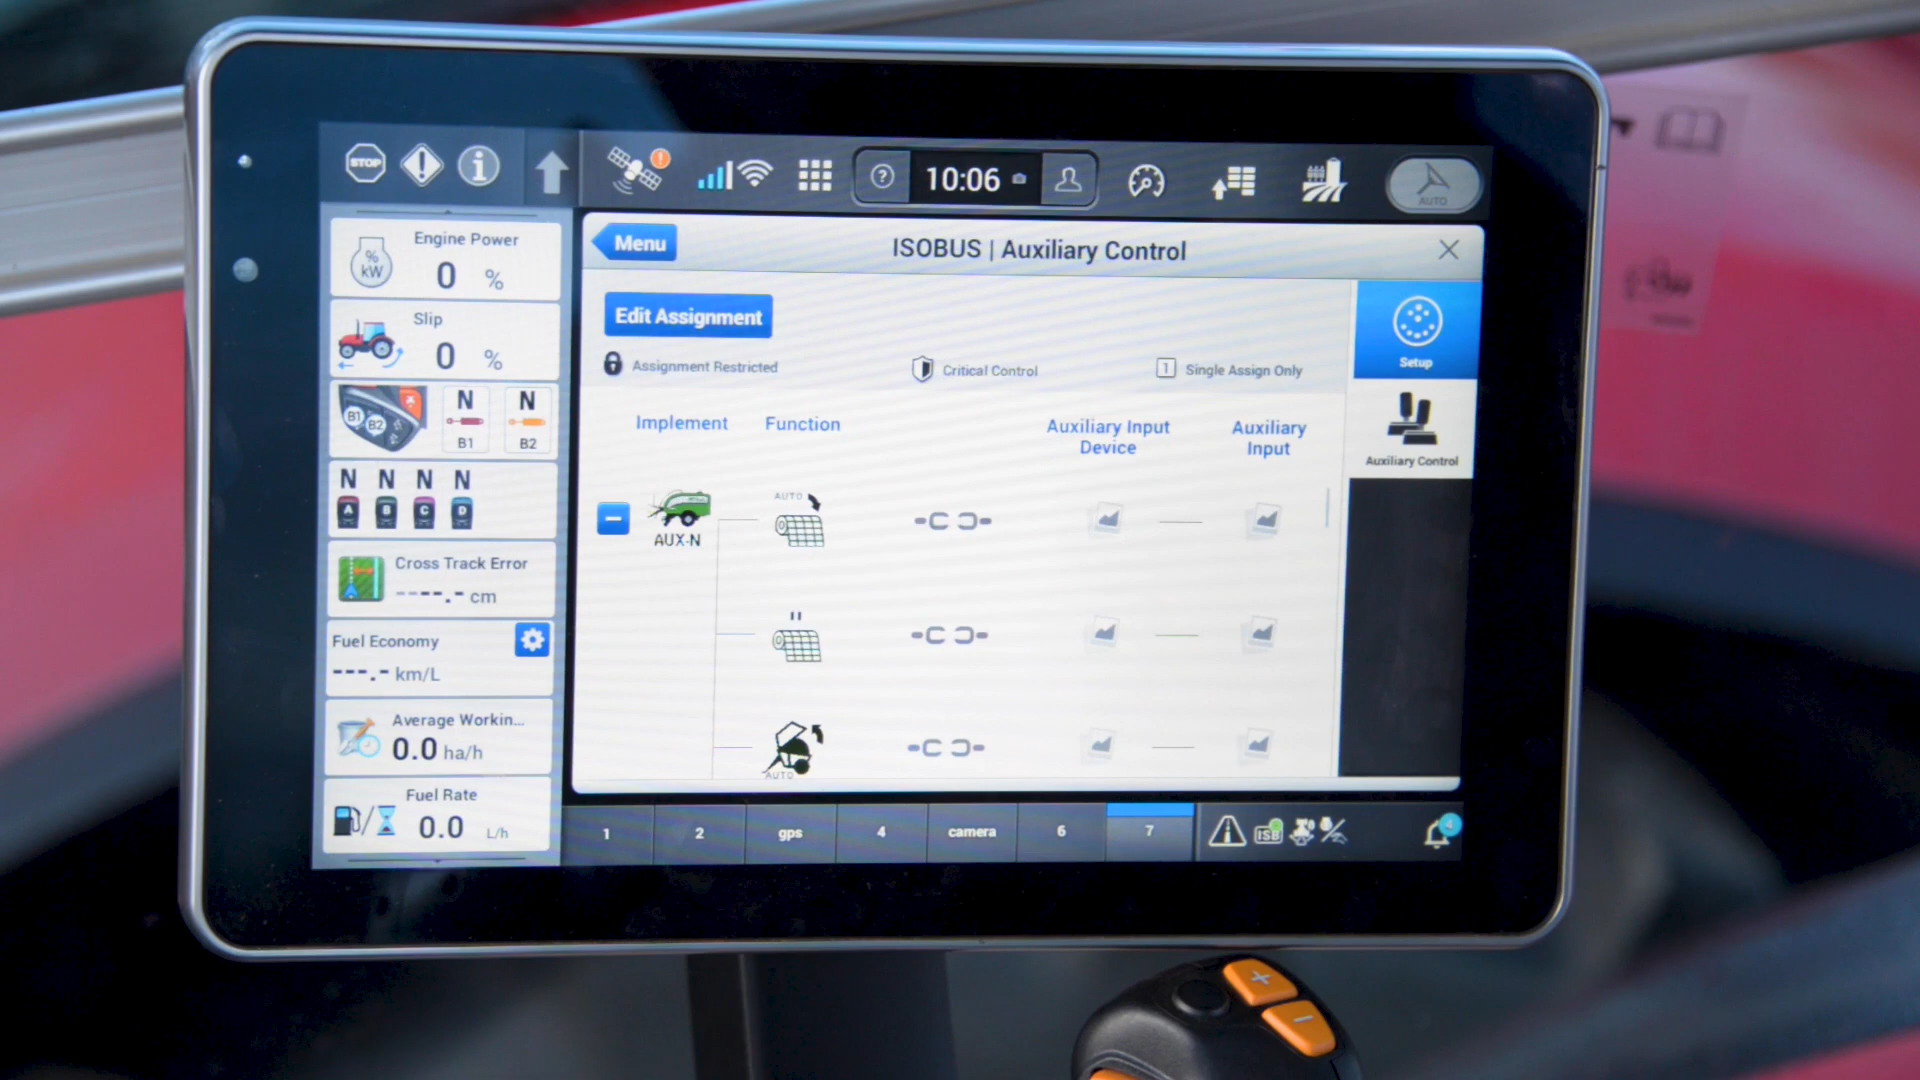 STOP
10:06
AUTO
Engine Power
% kW
0 %
Slip
0 %
B1 B2
N
B1
N
B2
N N N N
A B C D
Cross Track Error
----.- cm
Fuel Economy
---.- km/L
Average Workin...
0.0 ha/h
Fuel Rate
0.0 L/h
Menu
ISOBUS | Auxiliary Control
Edit Assignment
Assignment Restricted
Critical Control
1 Single Assign Only
Implement
Function
Auxiliary Input
Device
Auxiliary
Input
AUX-N
AUTO
AUTO
Setup
Auxiliary Control
1
2
gps
4
camera
6
7
ISB
4
+
−